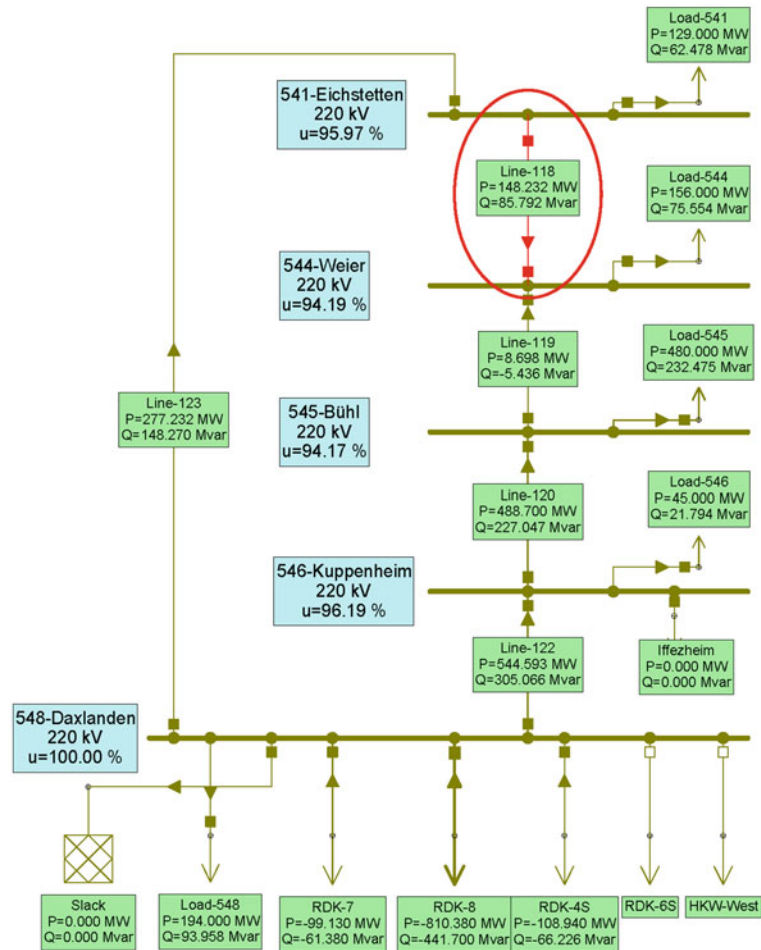 Load-541
P=129.000 MW
Q=62.478 Mvar
541-Eichstetten
220 kV
u=95.97 %
Line-118
P=148.232 MW
Q=85.792 Mvar
Load-544
P=156.000 MW
Q=75.554 Mvar
544-Weier
220 kV
u=94.19 %
Line-119
P=8.698 MW
Q=-5.436 Mvar
Load-545
P=480.000 MW
Q=232.475 Mvar
Line-123
P=277.232 MW
Q=148.270 Mvar
545-Bühl
220 kV
u=94.17 %
Line-120
P=488.700 MW
Q=227.047 Mvar
Load-546
P=45.000 MW
Q=21.794 Mvar
546-Kuppenheim
220 kV
u=96.19 %
Line-122
P=544.593 MW
Q=305.066 Mvar
Iffezheim
P=0.000 MW
Q=0.000 Mvar
548-Daxlanden
220 kV
u=100.00 %
Slack
P=0.000 MW
Q=0.000 Mvar
Load-548
P=194.000 MW
Q=93.958 Mvar
RDK-7
P=-99.130 MW
Q=-61.380 Mvar
RDK-8
P=-810.380 MW
Q=-441.700 Mvar
RDK-4S
P=-108.940 MW
Q=-66.226 Mvar
RDK-6S
HKW-West